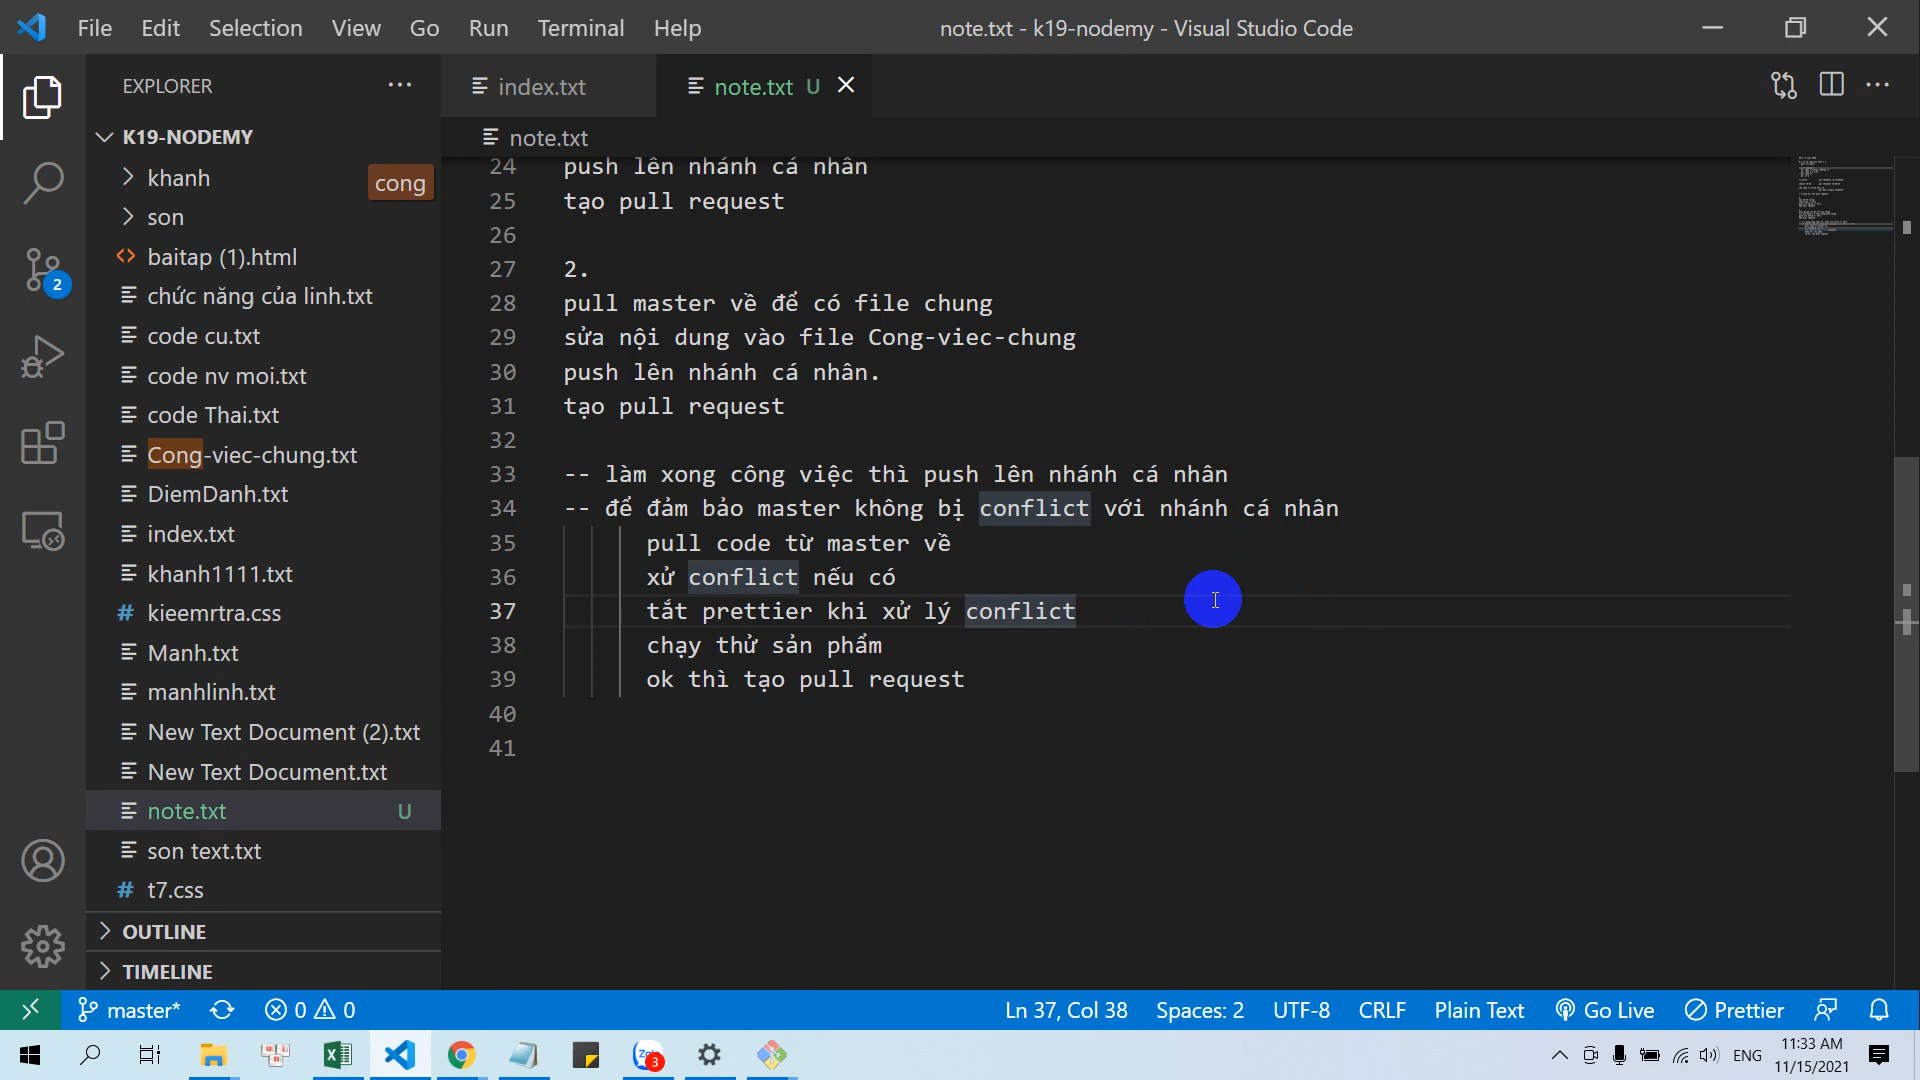 File Edit Selection View Go Run Terminal Help
note.txt - k19-nodemy - Visual Studio Code
EXPLORER
index.txt
note.txt U
K19-NODEMY
khanh
cong
son
baitap (1).html
chức năng của linh.txt
code cu.txt
code nv moi.txt
code Thai.txt
Cong-viec-chung.txt
DiemDanh.txt
index.txt
khanh1111.txt
kieemrtra.css
Manh.txt
manhlinh.txt
New Text Document (2).txt
New Text Document.txt
note.txt U
son text.txt
t7.css
OUTLINE
TIMELINE
2
note.txt
24 push lên nhánh cá nhân
25 tạo pull request
26
27 2.
28 pull master về để có file chung
29 sửa nội dung vào file Cong-viec-chung
30 push lên nhánh cá nhân.
31 tạo pull request
32
33 -- làm xong công việc thì push lên nhánh cá nhân
34 -- để đảm bảo master không bị conflict với nhánh cá nhân
35 pull code từ master về
36 xử conflict nếu có
37 tắt prettier khi xử lý conflict
38 chạy thử sản phẩm
39 ok thì tạo pull request
40
41
master* 0 0
Ln 37, Col 38 Spaces: 2 UTF-8 CRLF Plain Text Go Live Prettier
3
ENG
11:33 AM
11/15/2021